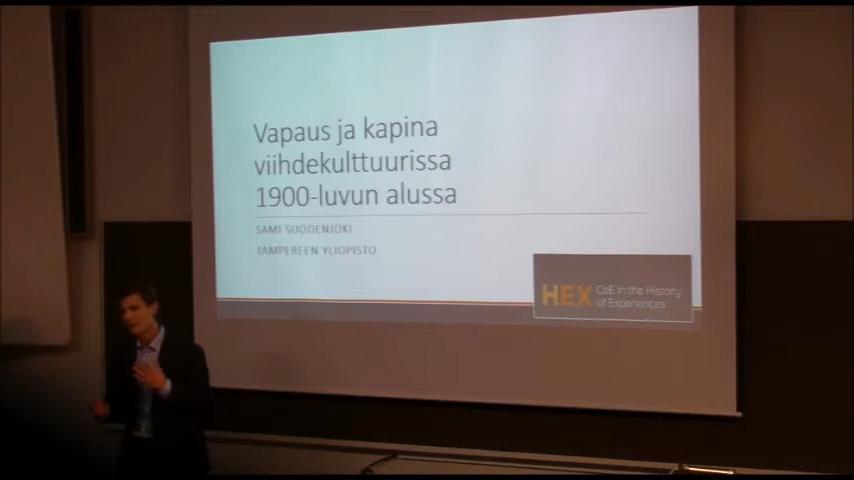 Vapaus ja kapina
viihdekulttuurissa
1900-luvun alussa
SAMI SUODENJOKI
TAMPEREEN YLIOPISTO
HEX
CoE in the History
of Experiences